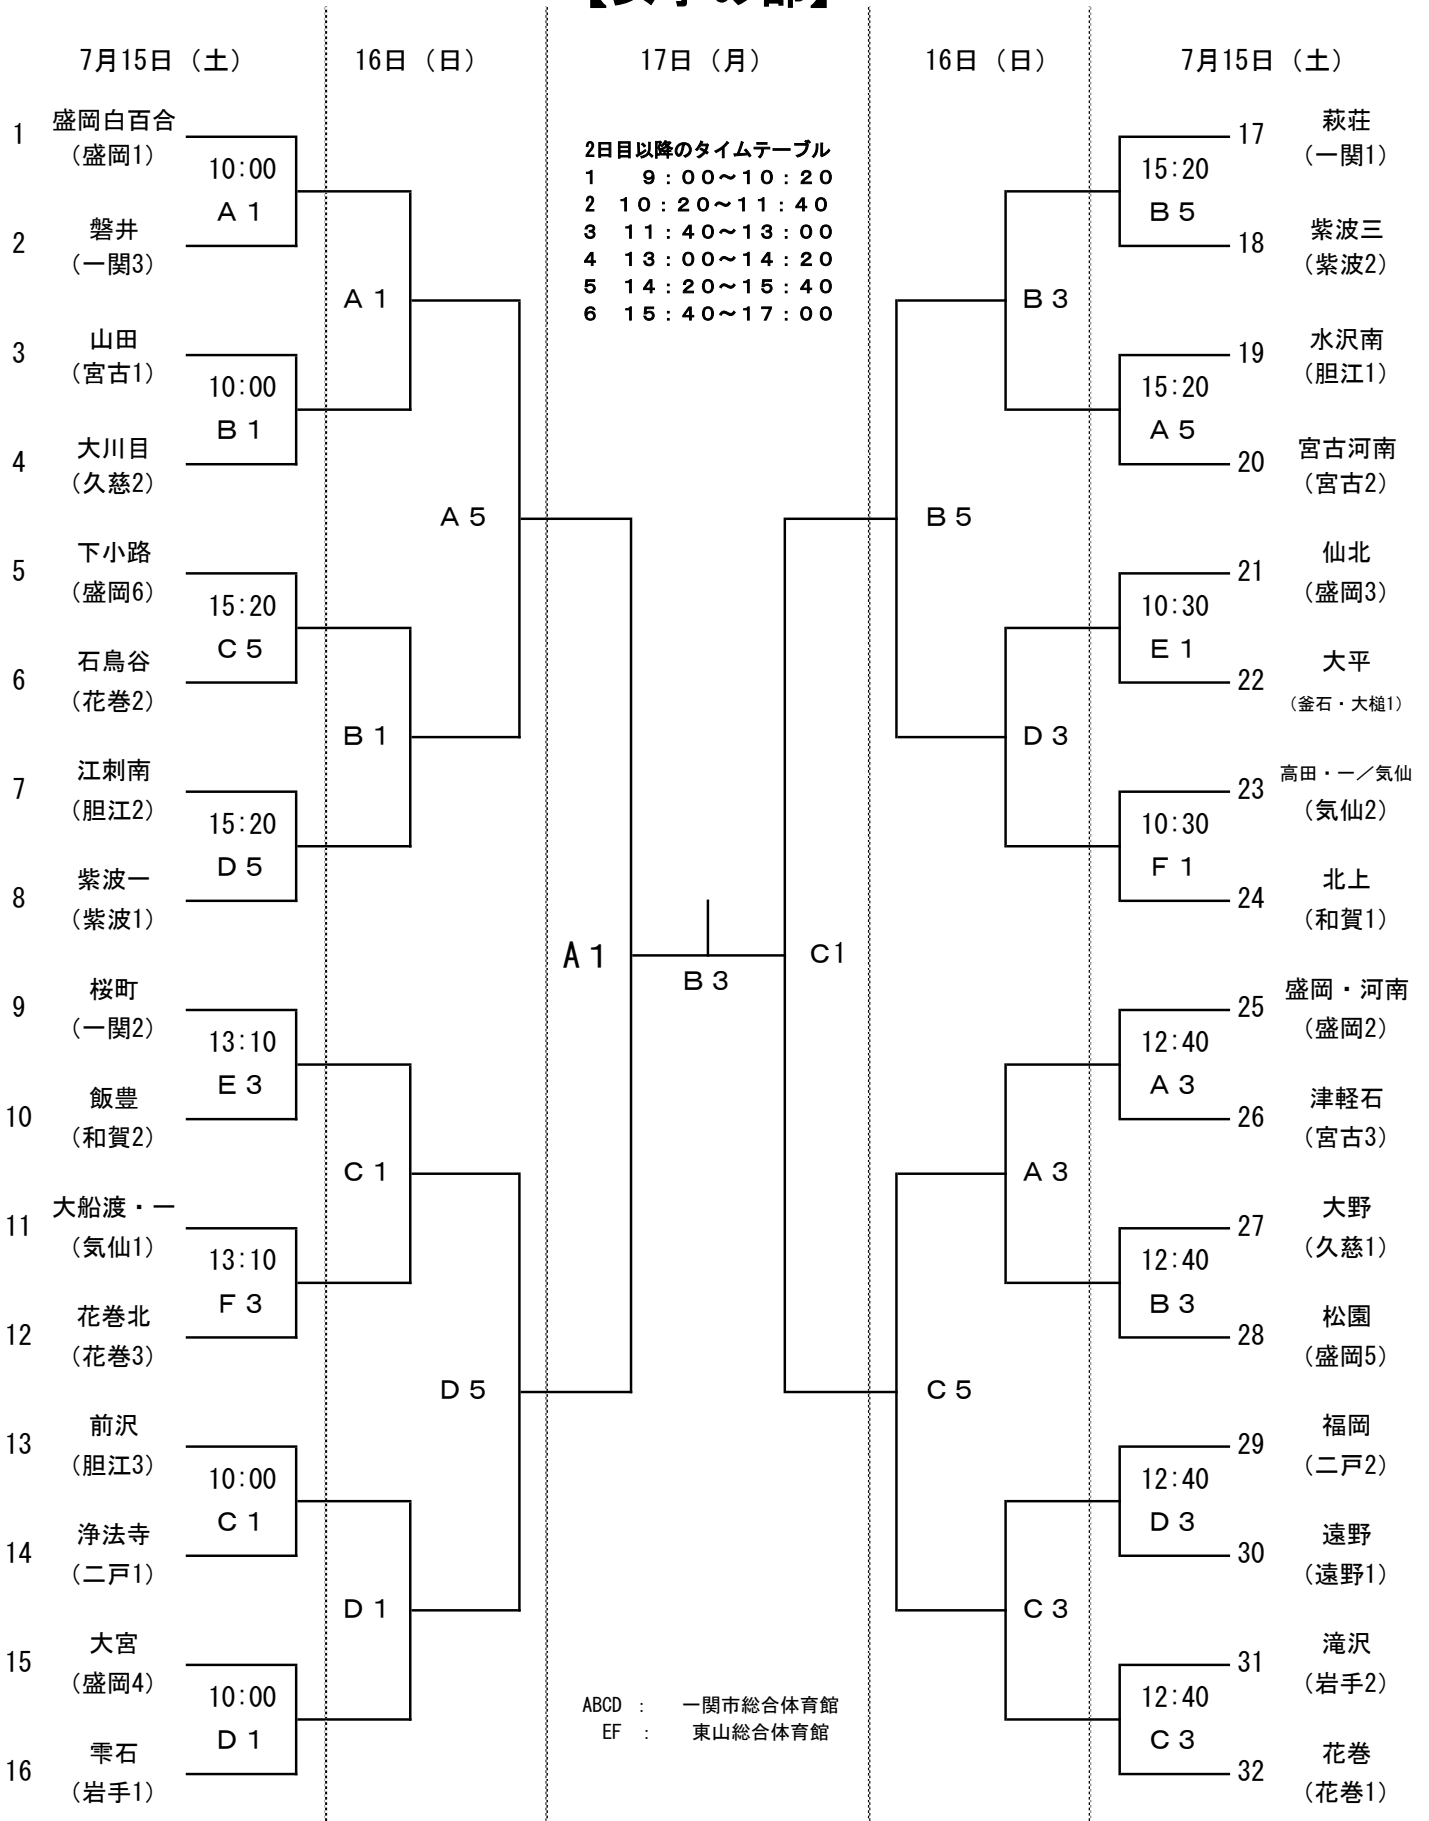 7月15日（土） 16日（日） 17日（月） 16日（日） 7月15日（土）
2日目以降のタイムテーブル
1 9：00～10：20
2 10：20～11：40
3 11：40～13：00
4 13：00～14：20
5 14：20～15：40
6 15：40～17：00
1 盛岡白百合
（盛岡1）
10:00
A1
2 磐井
（一関3）
A1
3 山田
（宮古1）
10:00
B1
4 大川目
（久慈2）
A5
5 下小路
（盛岡6）
15:20
C5
6 石鳥谷
（花巻2）
B1
7 江刺南
（胆江2）
15:20
D5
8 紫波一
（紫波1）
A1
9 桜町
（一関2）
13:10
E3
10 飯豊
（和賀2）
C1
11 大船渡・一
（気仙1）
13:10
F3
12 花巻北
（花巻3）
D5
13 前沢
（胆江3）
10:00
C1
14 浄法寺
（二戸1）
D1
15 大宮
（盛岡4）
10:00
D1
16 雫石
（岩手1）
B3
17 萩荘
（一関1）
15:20
B5
18 紫波三
（紫波2）
B3
19 水沢南
（胆江1）
15:20
A5
20 宮古河南
（宮古2）
B5
21 仙北
（盛岡3）
10:30
E1
22 大平
（釜石・大槌1）
D3
23 高田・一／気仙
（気仙2）
10:30
F1
24 北上
（和賀1）
C1
25 盛岡・河南
（盛岡2）
12:40
A3
26 津軽石
（宮古3）
A3
27 大野
（久慈1）
12:40
B3
28 松園
（盛岡5）
C5
29 福岡
（二戸2）
12:40
D3
30 遠野
（遠野1）
C3
31 滝沢
（岩手2）
12:40
C3
32 花巻
（花巻1）
ABCD ： 一関市総合体育館
EF ： 東山総合体育館